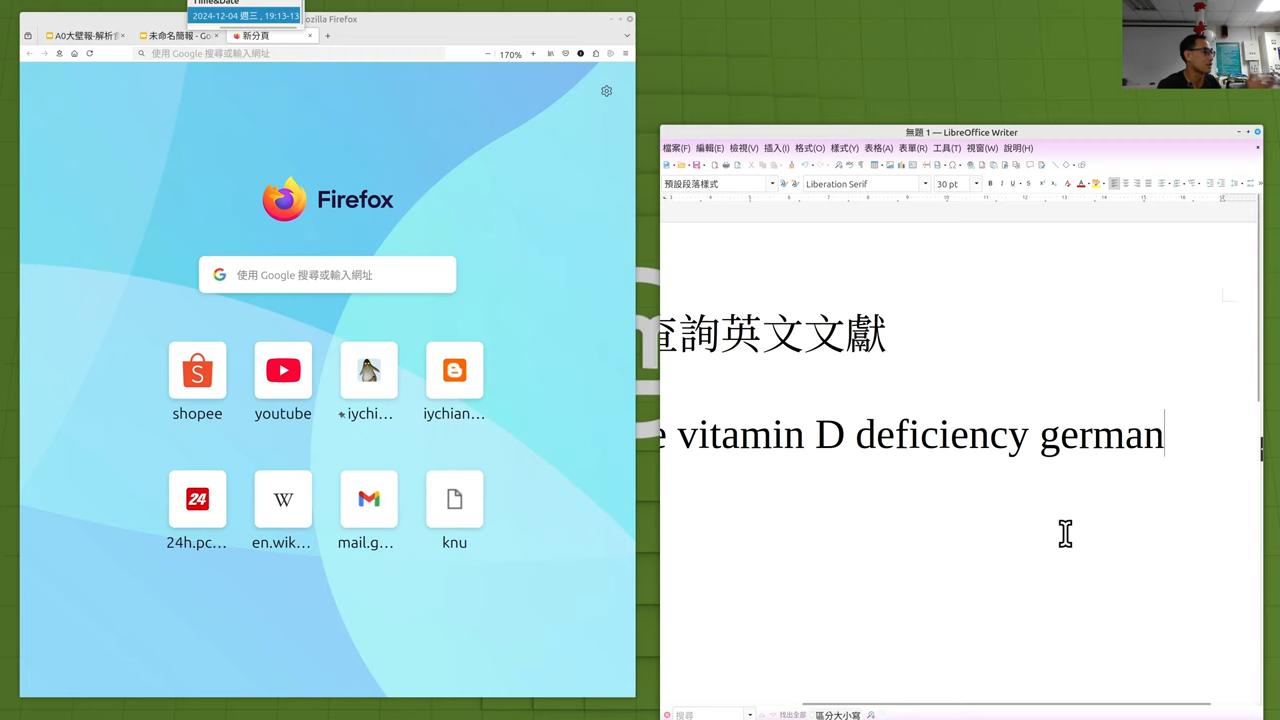 Time&Date
2024-12-04 週三 , 19:13-13
ozilla Firefox
A0大壁報-解析
未命名簡報 - Go
新分頁
使用 Google 搜尋或輸入網址
170%
Firefox
使用 Google 搜尋或輸入網址
shopee
youtube
iychi…
iychian…
24h.pc…
en.wik…
mail.g…
knu
無題 1 — LibreOffice Writer
檔案(F) 編輯(E) 檢視(V) 插入(I) 格式(O) 樣式(Y) 表格(A) 表單(R) 工具(T) 視窗(W) 說明(H)
預設段落樣式
Liberation Serif
30 pt
查詢英文文獻
e vitamin D deficiency german
搜尋
找出全部
區分大小寫